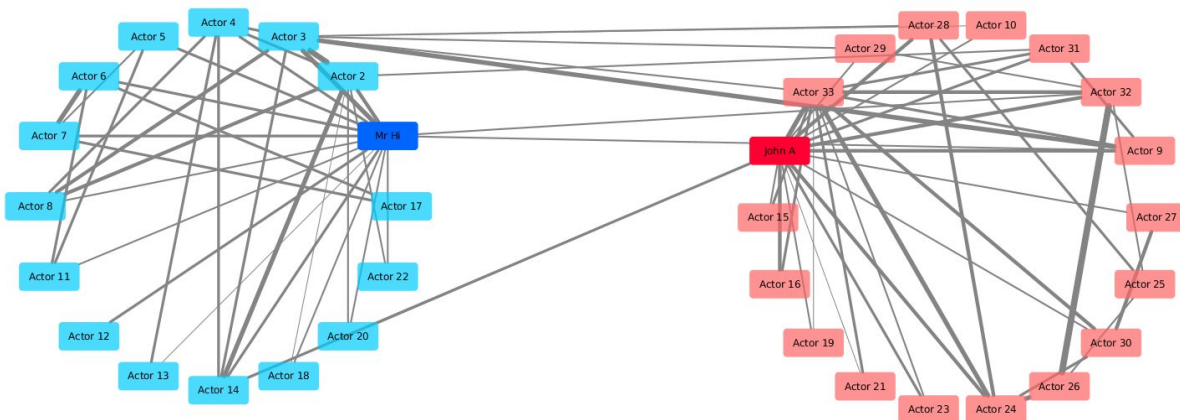 Actor 4
Actor 5
Actor 3
Actor 6
Actor 2
Actor 7
Mr Hi
Actor 8
Actor 17
Actor 11
Actor 22
Actor 12
Actor 20
Actor 13
Actor 18
Actor 14
Actor 28
Actor 10
Actor 29
Actor 31
Actor 33
Actor 32
John A
Actor 9
Actor 15
Actor 27
Actor 16
Actor 25
Actor 19
Actor 30
Actor 21
Actor 26
Actor 23
Actor 24